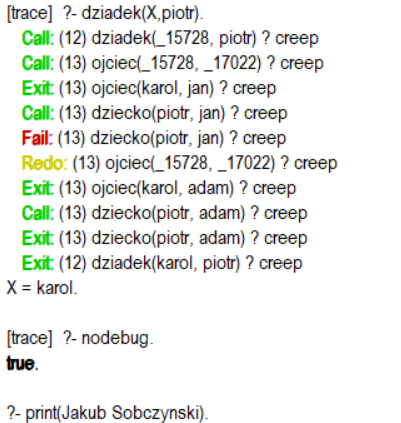 [trace]  ?- dziadek(X,piotr).
Call: (12) dziadek(_15728, piotr) ? creep
Call: (13) ojciec(_15728, _17022) ? creep
Exit: (13) ojciec(karol, jan) ? creep
Call: (13) dziecko(piotr, jan) ? creep
Fail: (13) dziecko(piotr, jan) ? creep
Redo: (13) ojciec(_15728, _17022) ? creep
Exit: (13) ojciec(karol, adam) ? creep
Call: (13) dziecko(piotr, adam) ? creep
Exit: (13) dziecko(piotr, adam) ? creep
Exit: (12) dziadek(karol, piotr) ? creep
X = karol.
[trace]  ?- nodebug.
true.
?- print(Jakub Sobczynski).